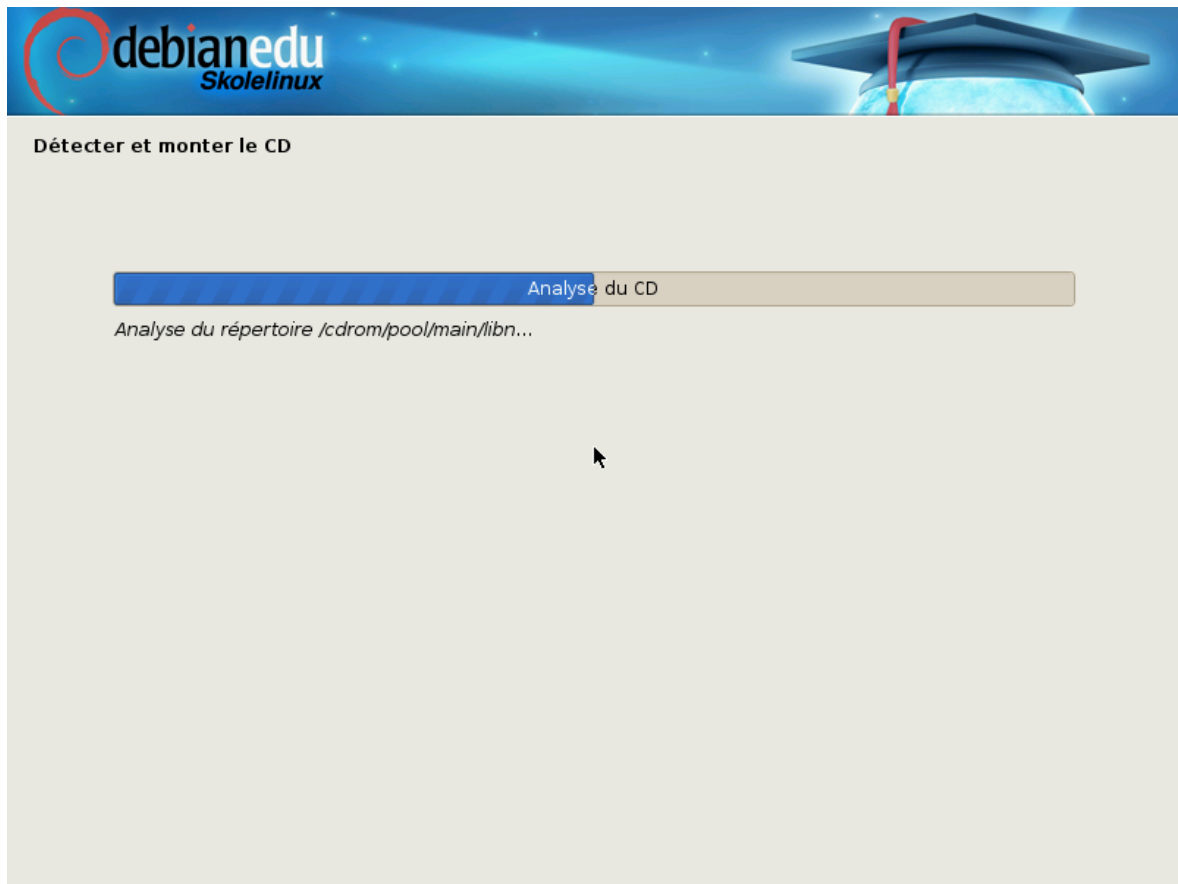 debianedu
Skolelinux
Détecter et monter le CD
Analyse du CD
Analyse du répertoire /cdrom/pool/main/libn...